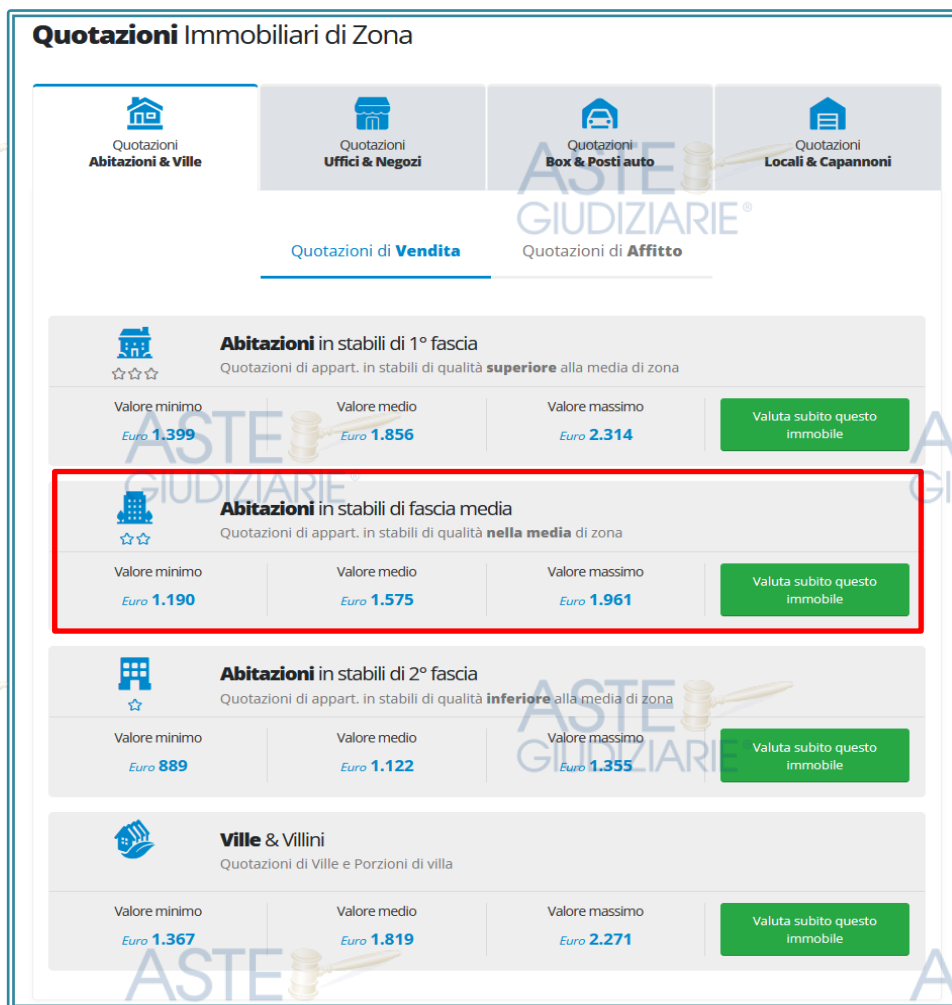 Quotazioni Immobiliari di Zona
Quotazioni
Abitazioni & Ville
Quotazioni
Uffici & Negozi
Quotazioni
Box & Posti auto
Quotazioni
Locali & Capannoni
ASTE
GIUDIZIARIE®
Quotazioni di Vendita
Quotazioni di Affitto
Abitazioni in stabili di 1° fascia
Quotazioni di appart. in stabili di qualità superiore alla media di zona
Valore minimo
Valore medio
Valore massimo
Euro 1.399
Euro 1.856
Euro 2.314
Valuta subito questo
immobile
ASTE
GIUDIZIARIE®
Abitazioni in stabili di fascia media
Quotazioni di appart. in stabili di qualità nella media di zona
Valore minimo
Valore medio
Valore massimo
Euro 1.190
Euro 1.575
Euro 1.961
Valuta subito questo
immobile
Abitazioni in stabili di 2° fascia
Quotazioni di appart. in stabili di qualità inferiore alla media di zona
Valore minimo
Valore medio
Valore massimo
Euro 889
Euro 1.122
Euro 1.355
Valuta subito questo
immobile
ASTE
GIUDIZIARIE®
Ville & Villini
Quotazioni di Ville e Porzioni di villa
Valore minimo
Valore medio
Valore massimo
Euro 1.367
Euro 1.819
Euro 2.271
Valuta subito questo
immobile
ASTE